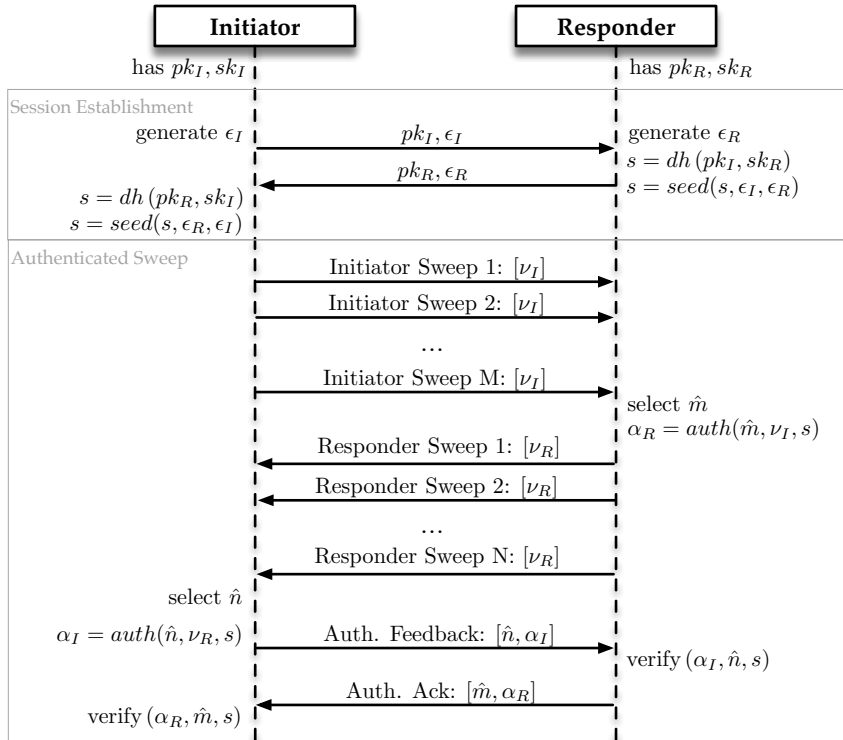 Initiator Responder
has pk_I, sk_I has pk_R, sk_R
Session Establishment
generate ϵ_I pk_I, ϵ_I generate ϵ_R
s = dh (pk_I, sk_R)
pk_R, ϵ_R
s = seed(s, ϵ_I, ϵ_R)
s = dh (pk_R, sk_I)
s = seed(s, ϵ_R, ϵ_I)
Authenticated Sweep
Initiator Sweep 1: [ν_I]
Initiator Sweep 2: [ν_I]
...
Initiator Sweep M: [ν_I]
select m̂
α_R = auth(m̂, ν_I, s)
Responder Sweep 1: [ν_R]
Responder Sweep 2: [ν_R]
...
Responder Sweep N: [ν_R]
select n̂
α_I = auth(n̂, ν_R, s) Auth. Feedback: [n̂, α_I]
verify (α_I, n̂, s)
Auth. Ack: [m̂, α_R]
verify (α_R, m̂, s)